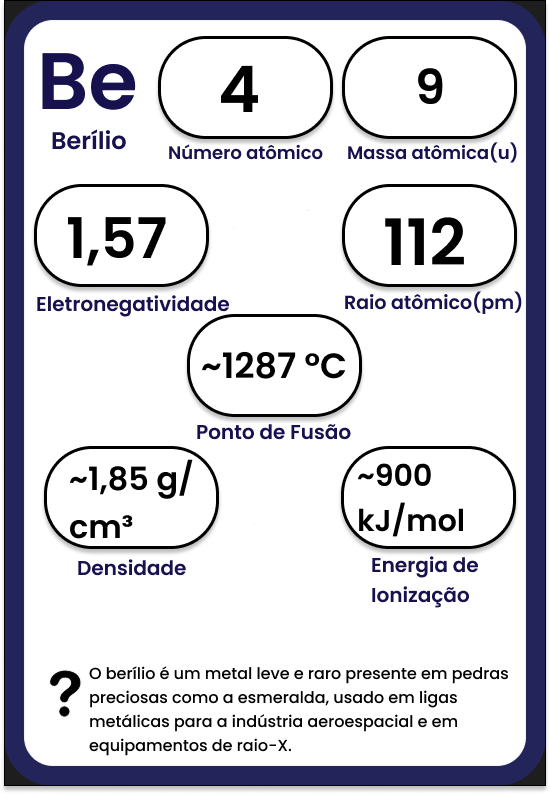 Be
Berílio
4
Número atômico
9
Massa atômica(u)
1,57
Eletronegatividade
112
Raio atômico(pm)
~1287 °C
Ponto de Fusão
~1,85 g/
cm³
Densidade
~900
kJ/mol
Energia de
Ionização
?
O berílio é um metal leve e raro presente em pedras
preciosas como a esmeralda, usado em ligas
metálicas para a indústria aeroespacial e em
equipamentos de raio-X.